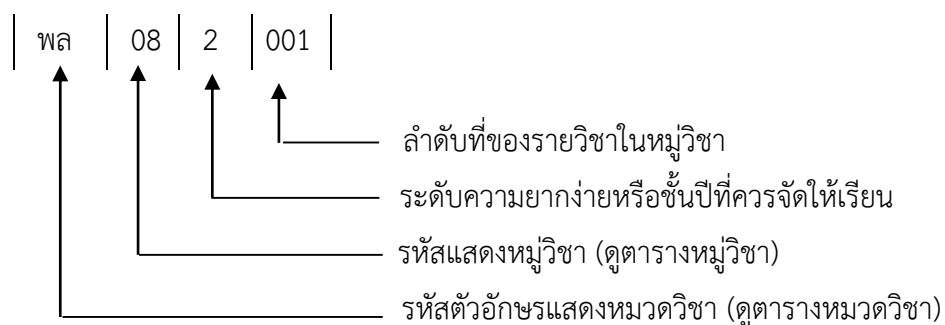 พล 08 2 001
ลำดับที่ของรายวิชาในหมู่วิชา
ระดับความยากง่ายหรือชั้นปีที่ควรจัดให้เรียน
รหัสแสดงหมู่วิชา (ดูตารางหมู่วิชา)
รหัสตัวอักษรแสดงหมวดวิชา (ดูตารางหมวดวิชา)